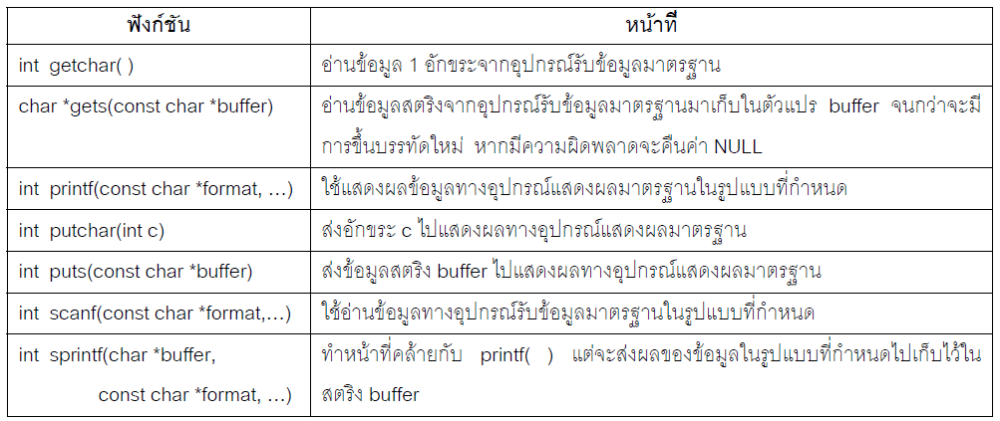 ฟังก์ชัน หน้าที่
int getchar( ) อ่านข้อมูล 1 อักขระจากอุปกรณ์รับข้อมูลมาตรฐาน
char *gets(const char *buffer) อ่านข้อมูลสตริงจากอุปกรณ์รับข้อมูลมาตรฐานมาเก็บในตัวแปร buffer จนกว่าจะมี
การขึ้นบรรทัดใหม่ หากมีความผิดพลาดจะคืนค่า NULL
int printf(const char *format, …) ใช้แสดงผลข้อมูลทางอุปกรณ์แสดงผลมาตรฐานในรูปแบบที่กำหนด
int putchar(int c) ส่งอักขระ c ไปแสดงผลทางอุปกรณ์แสดงผลมาตรฐาน
int puts(const char *buffer) ส่งข้อมูลสตริง buffer ไปแสดงผลทางอุปกรณ์แสดงผลมาตรฐาน
int scanf(const char *format,…) ใช้อ่านข้อมูลทางอุปกรณ์รับข้อมูลมาตรฐานในรูปแบบที่กำหนด
int sprintf(char *buffer, ทำหน้าที่คล้ายกับ printf( ) แต่จะส่งผลของข้อมูลในรูปแบบที่กำหนดไปเก็บไว้ใน
const char *format, …) สตริง buffer